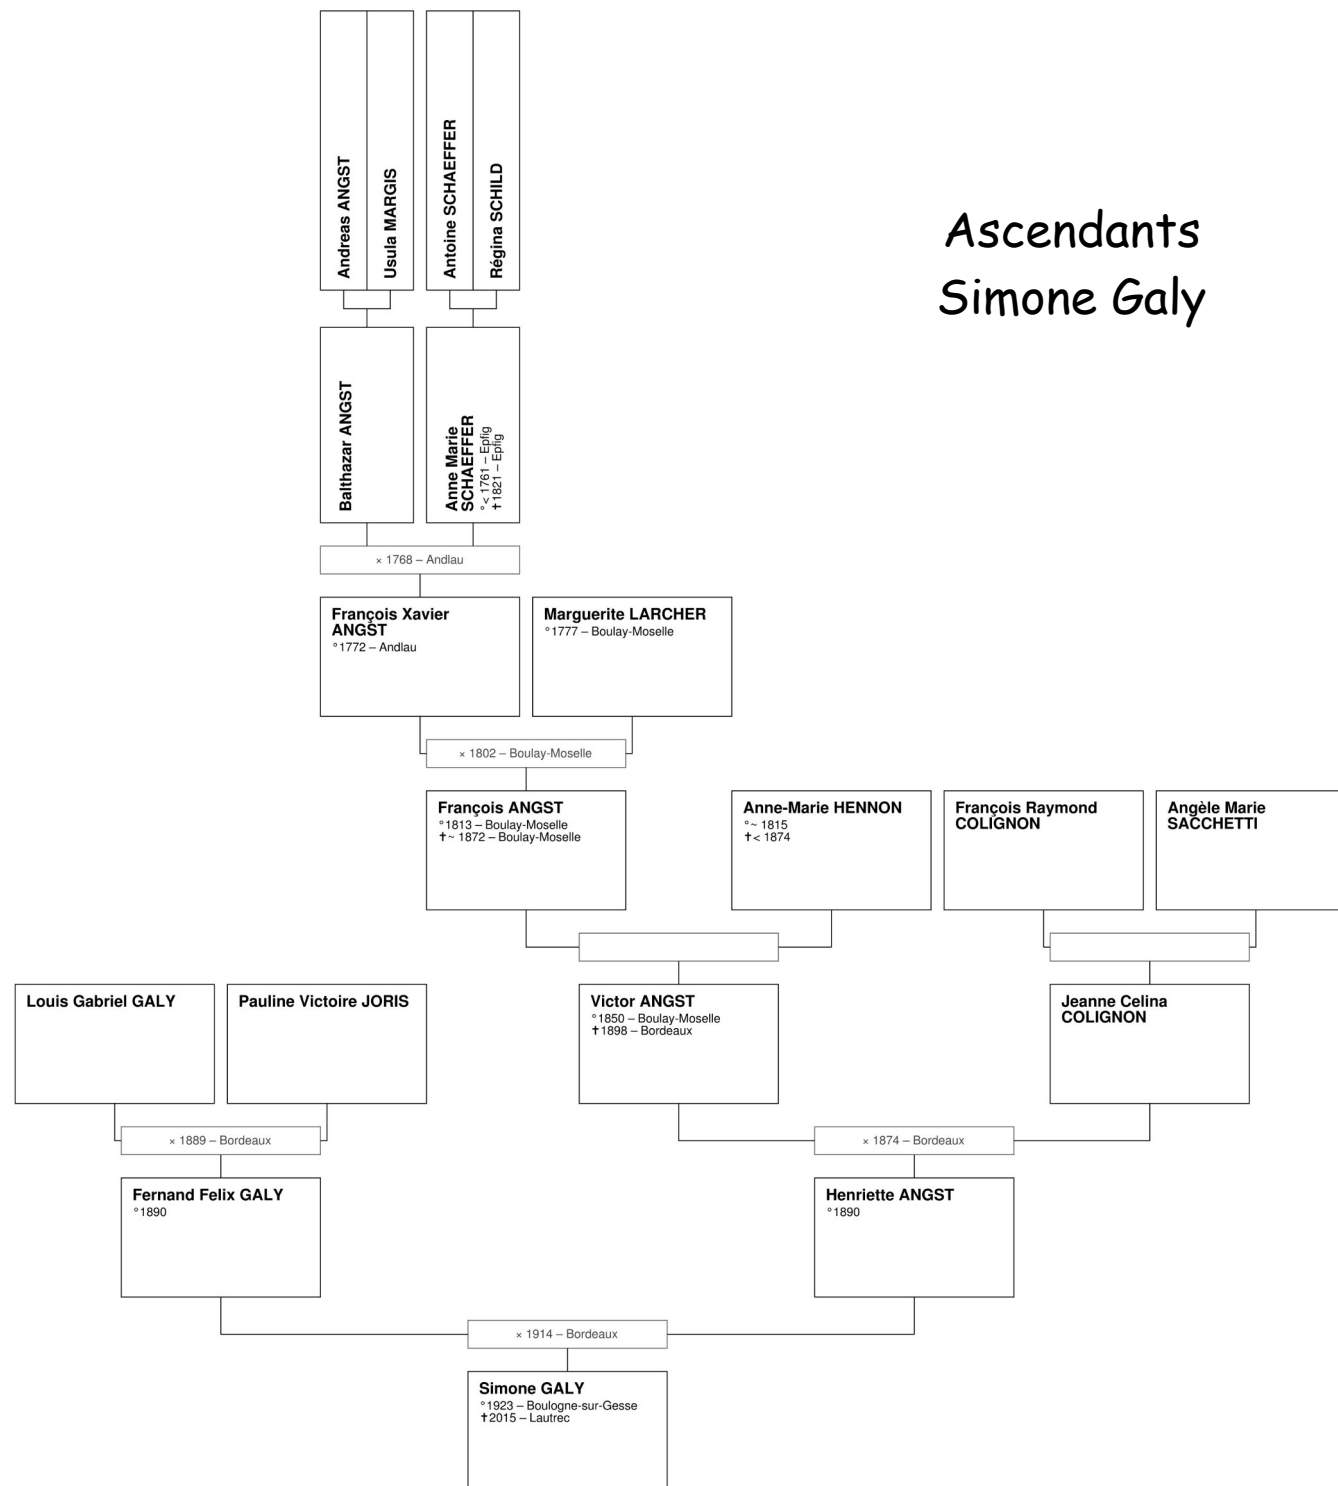 Ascendants
Simone Galy
Andreas ANGST
Usula MARGIS
Antoine SCHAEFFER
Régina SCHILD
Balthazar ANGST
Anne Marie
SCHAEFFER
°< 1761 – Epfig
✝1821 – Epfig
× 1768 – Andlau
François Xavier
ANGST
°1772 – Andlau
Marguerite LARCHER
°1777 – Boulay-Moselle
× 1802 – Boulay-Moselle
François ANGST
°1813 – Boulay-Moselle
✝~ 1872 – Boulay-Moselle
Anne-Marie HENNON
°~ 1815
✝< 1874
François Raymond
COLIGNON
Angèle Marie
SACCHETTI
Louis Gabriel GALY
Pauline Victoire JORIS
Victor ANGST
°1850 – Boulay-Moselle
✝1898 – Bordeaux
Jeanne Celina
COLIGNON
× 1889 – Bordeaux
× 1874 – Bordeaux
Fernand Felix GALY
°1890
Henriette ANGST
°1890
× 1914 – Bordeaux
Simone GALY
°1923 – Boulogne-sur-Gesse
✝2015 – Lautrec